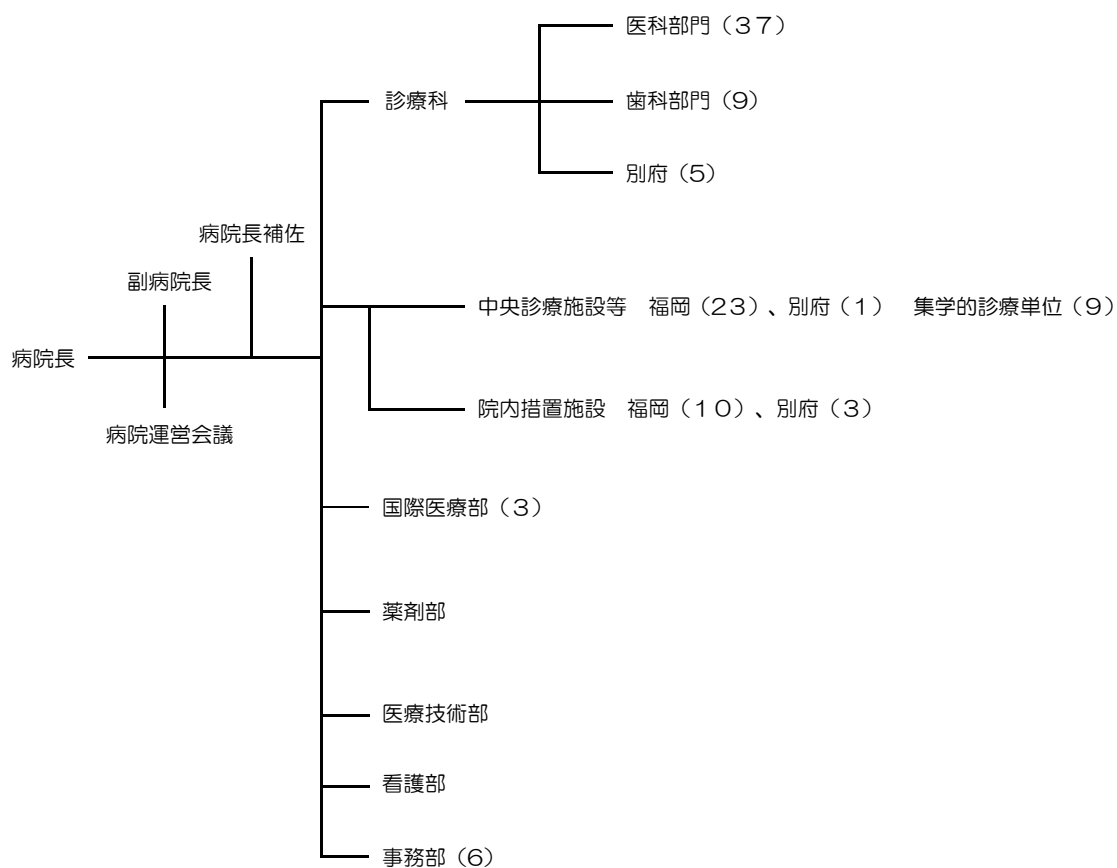 医科部門（３７）
診療科
歯科部門（９）
別府（５）
病院長補佐
副病院長
中央診療施設等　福岡（２３）、別府（１）　集学的診療単位（９）
病院長
院内措置施設　福岡（１０）、別府（３）
病院運営会議
国際医療部（３）
薬剤部
医療技術部
看護部
事務部（６）